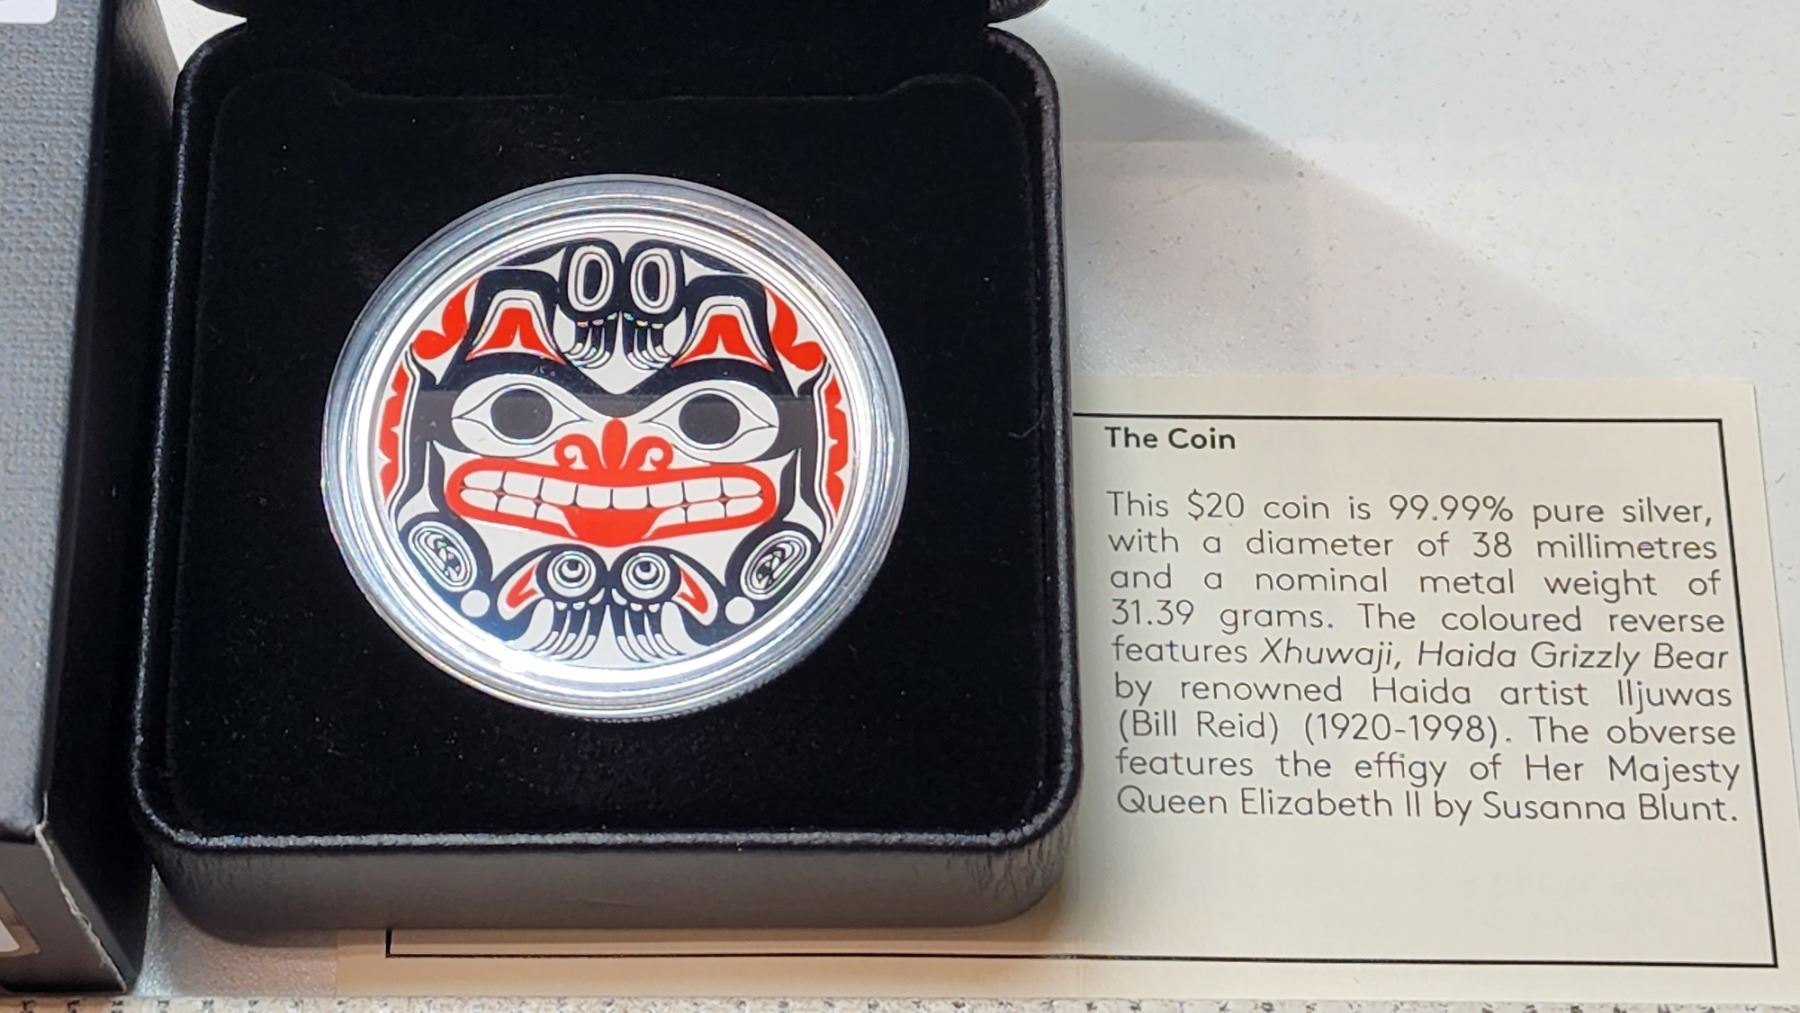 The Coin
This $20 coin is 99.99% pure silver,
with a diameter of 38 millimetres
and a nominal metal weight of
31.39 grams. The coloured reverse
features Xhuwaji, Haida Grizzly Bear
by renowned Haida artist Iljuwas
(Bill Reid) (1920-1998). The obverse
features the effigy of Her Majesty
Queen Elizabeth II by Susanna Blunt.